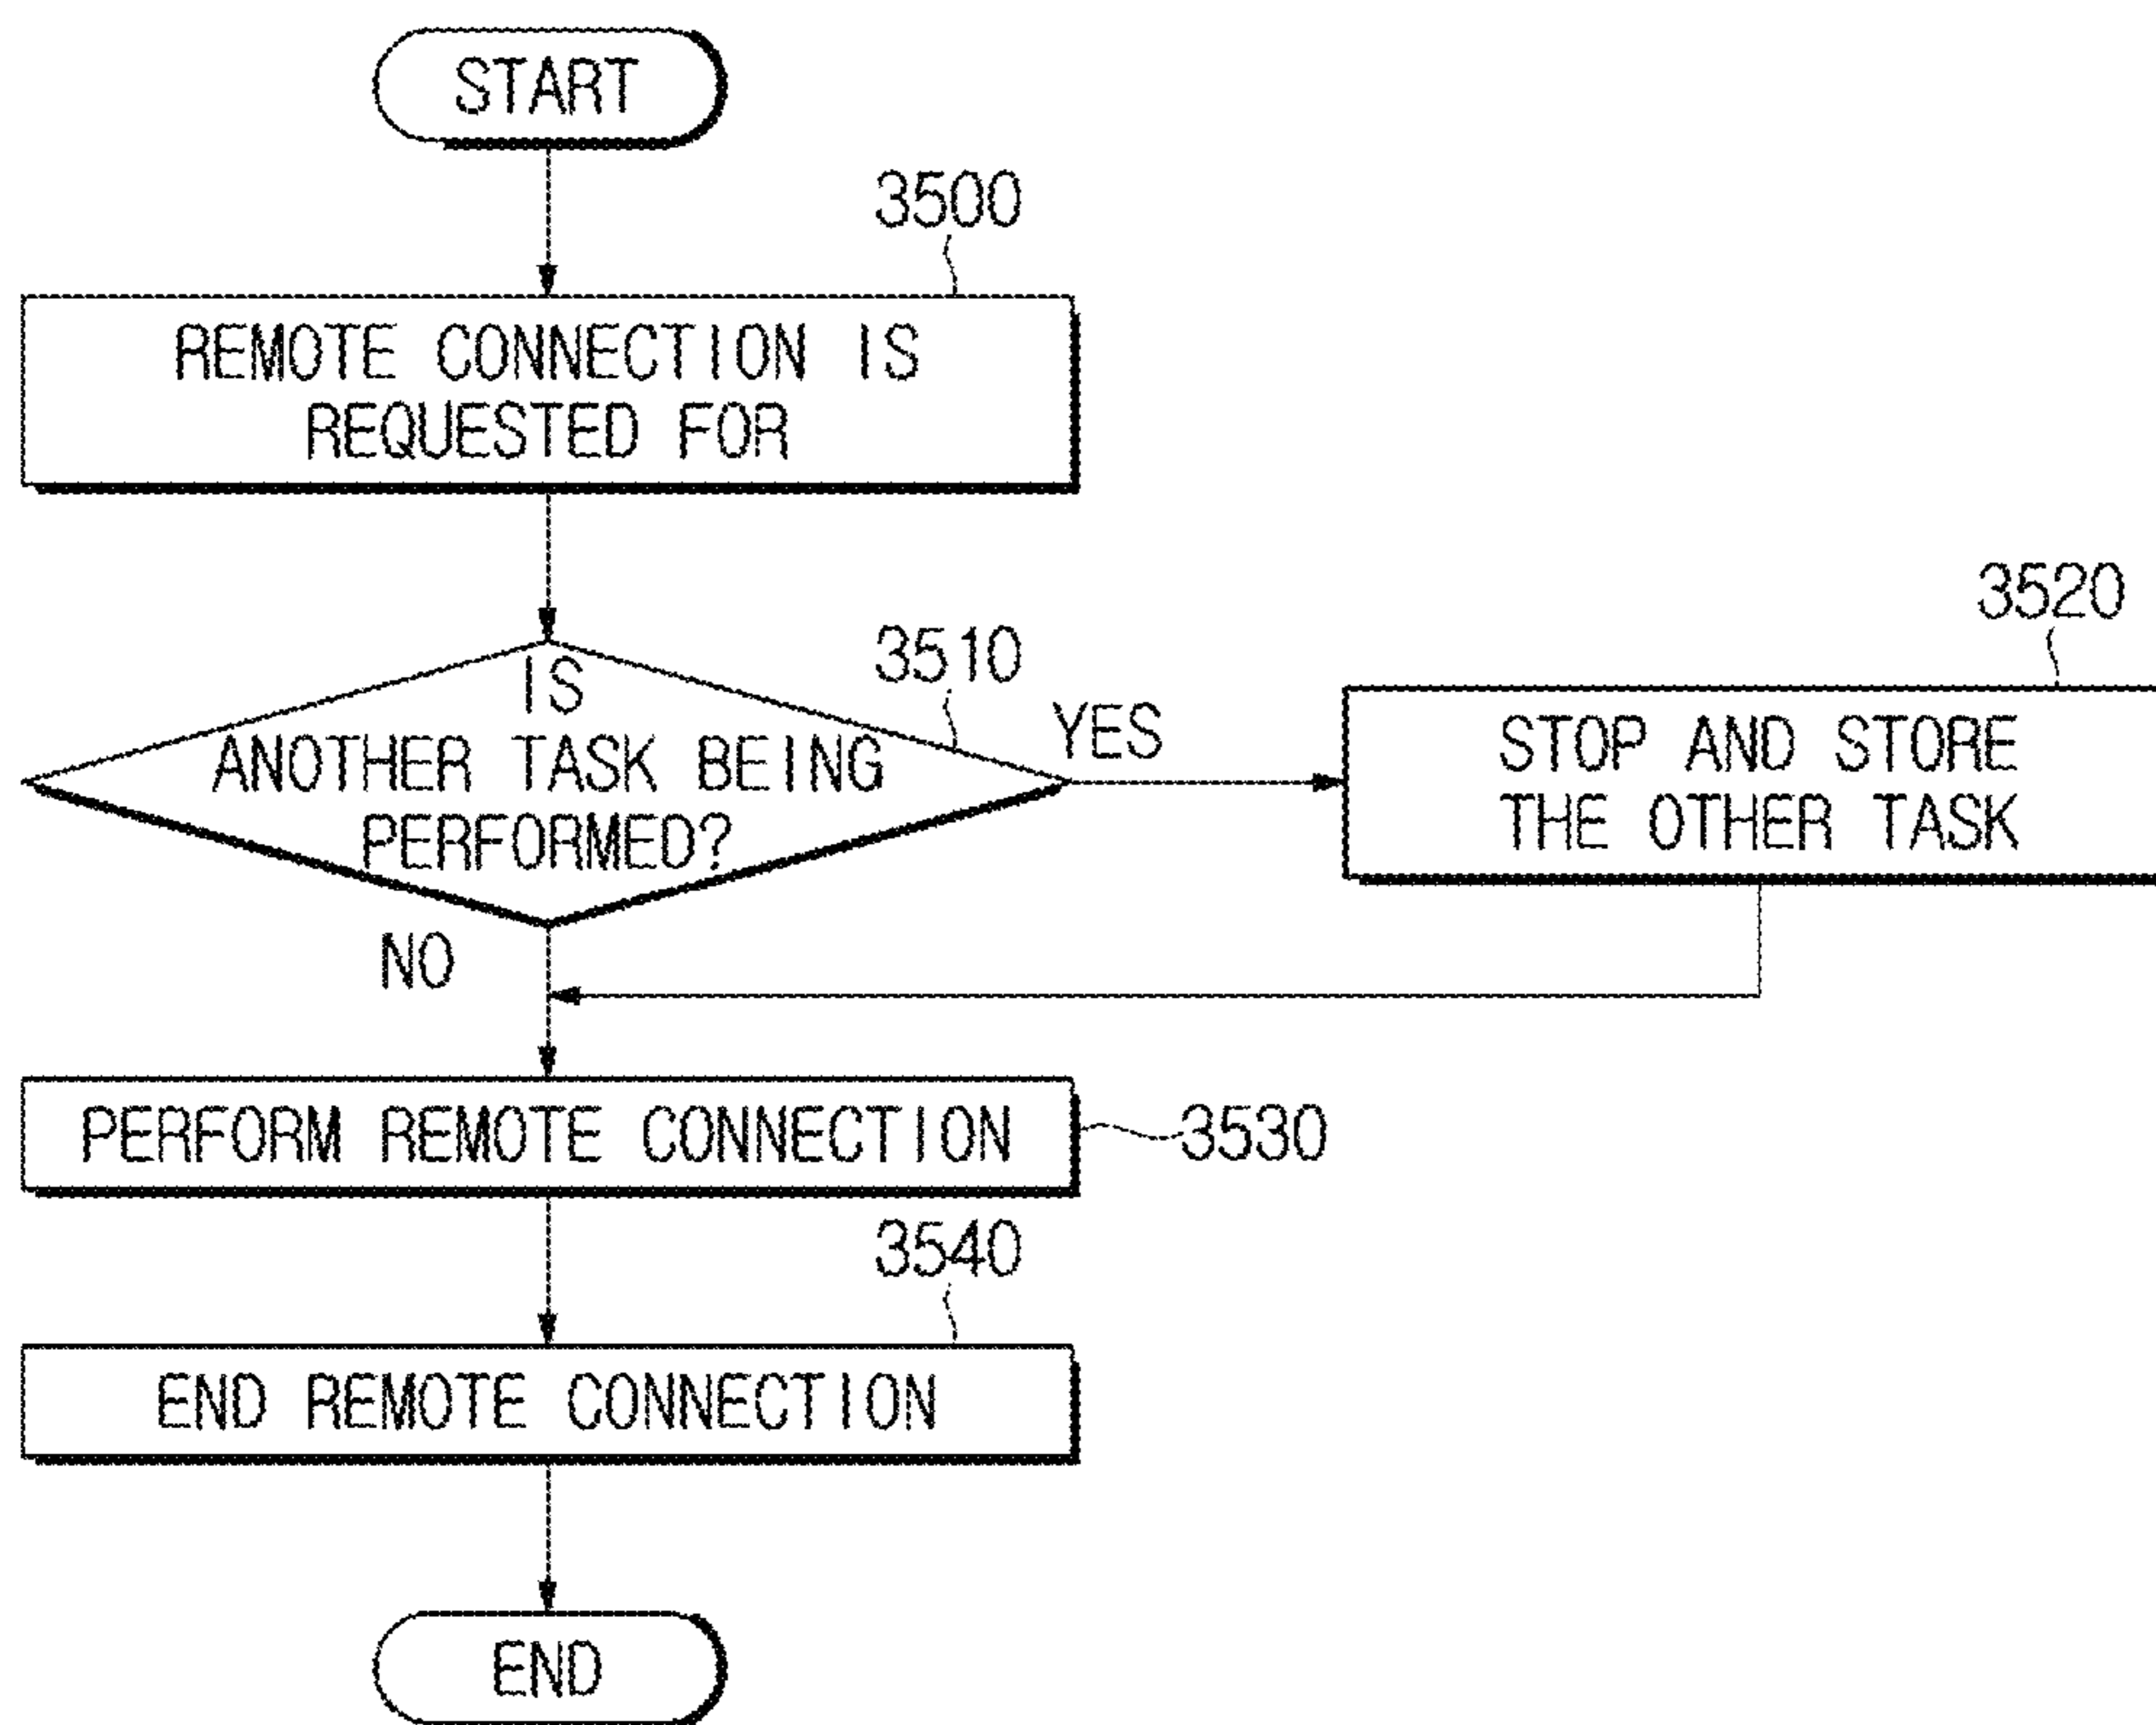 START
3500
REMOTE CONNECTION IS
REQUESTED FOR
3510
IS
ANOTHER TASK BEING
PERFORMED?
YES
3520
STOP AND STORE
THE OTHER TASK
NO
PERFORM REMOTE CONNECTION
3530
3540
END REMOTE CONNECTION
END